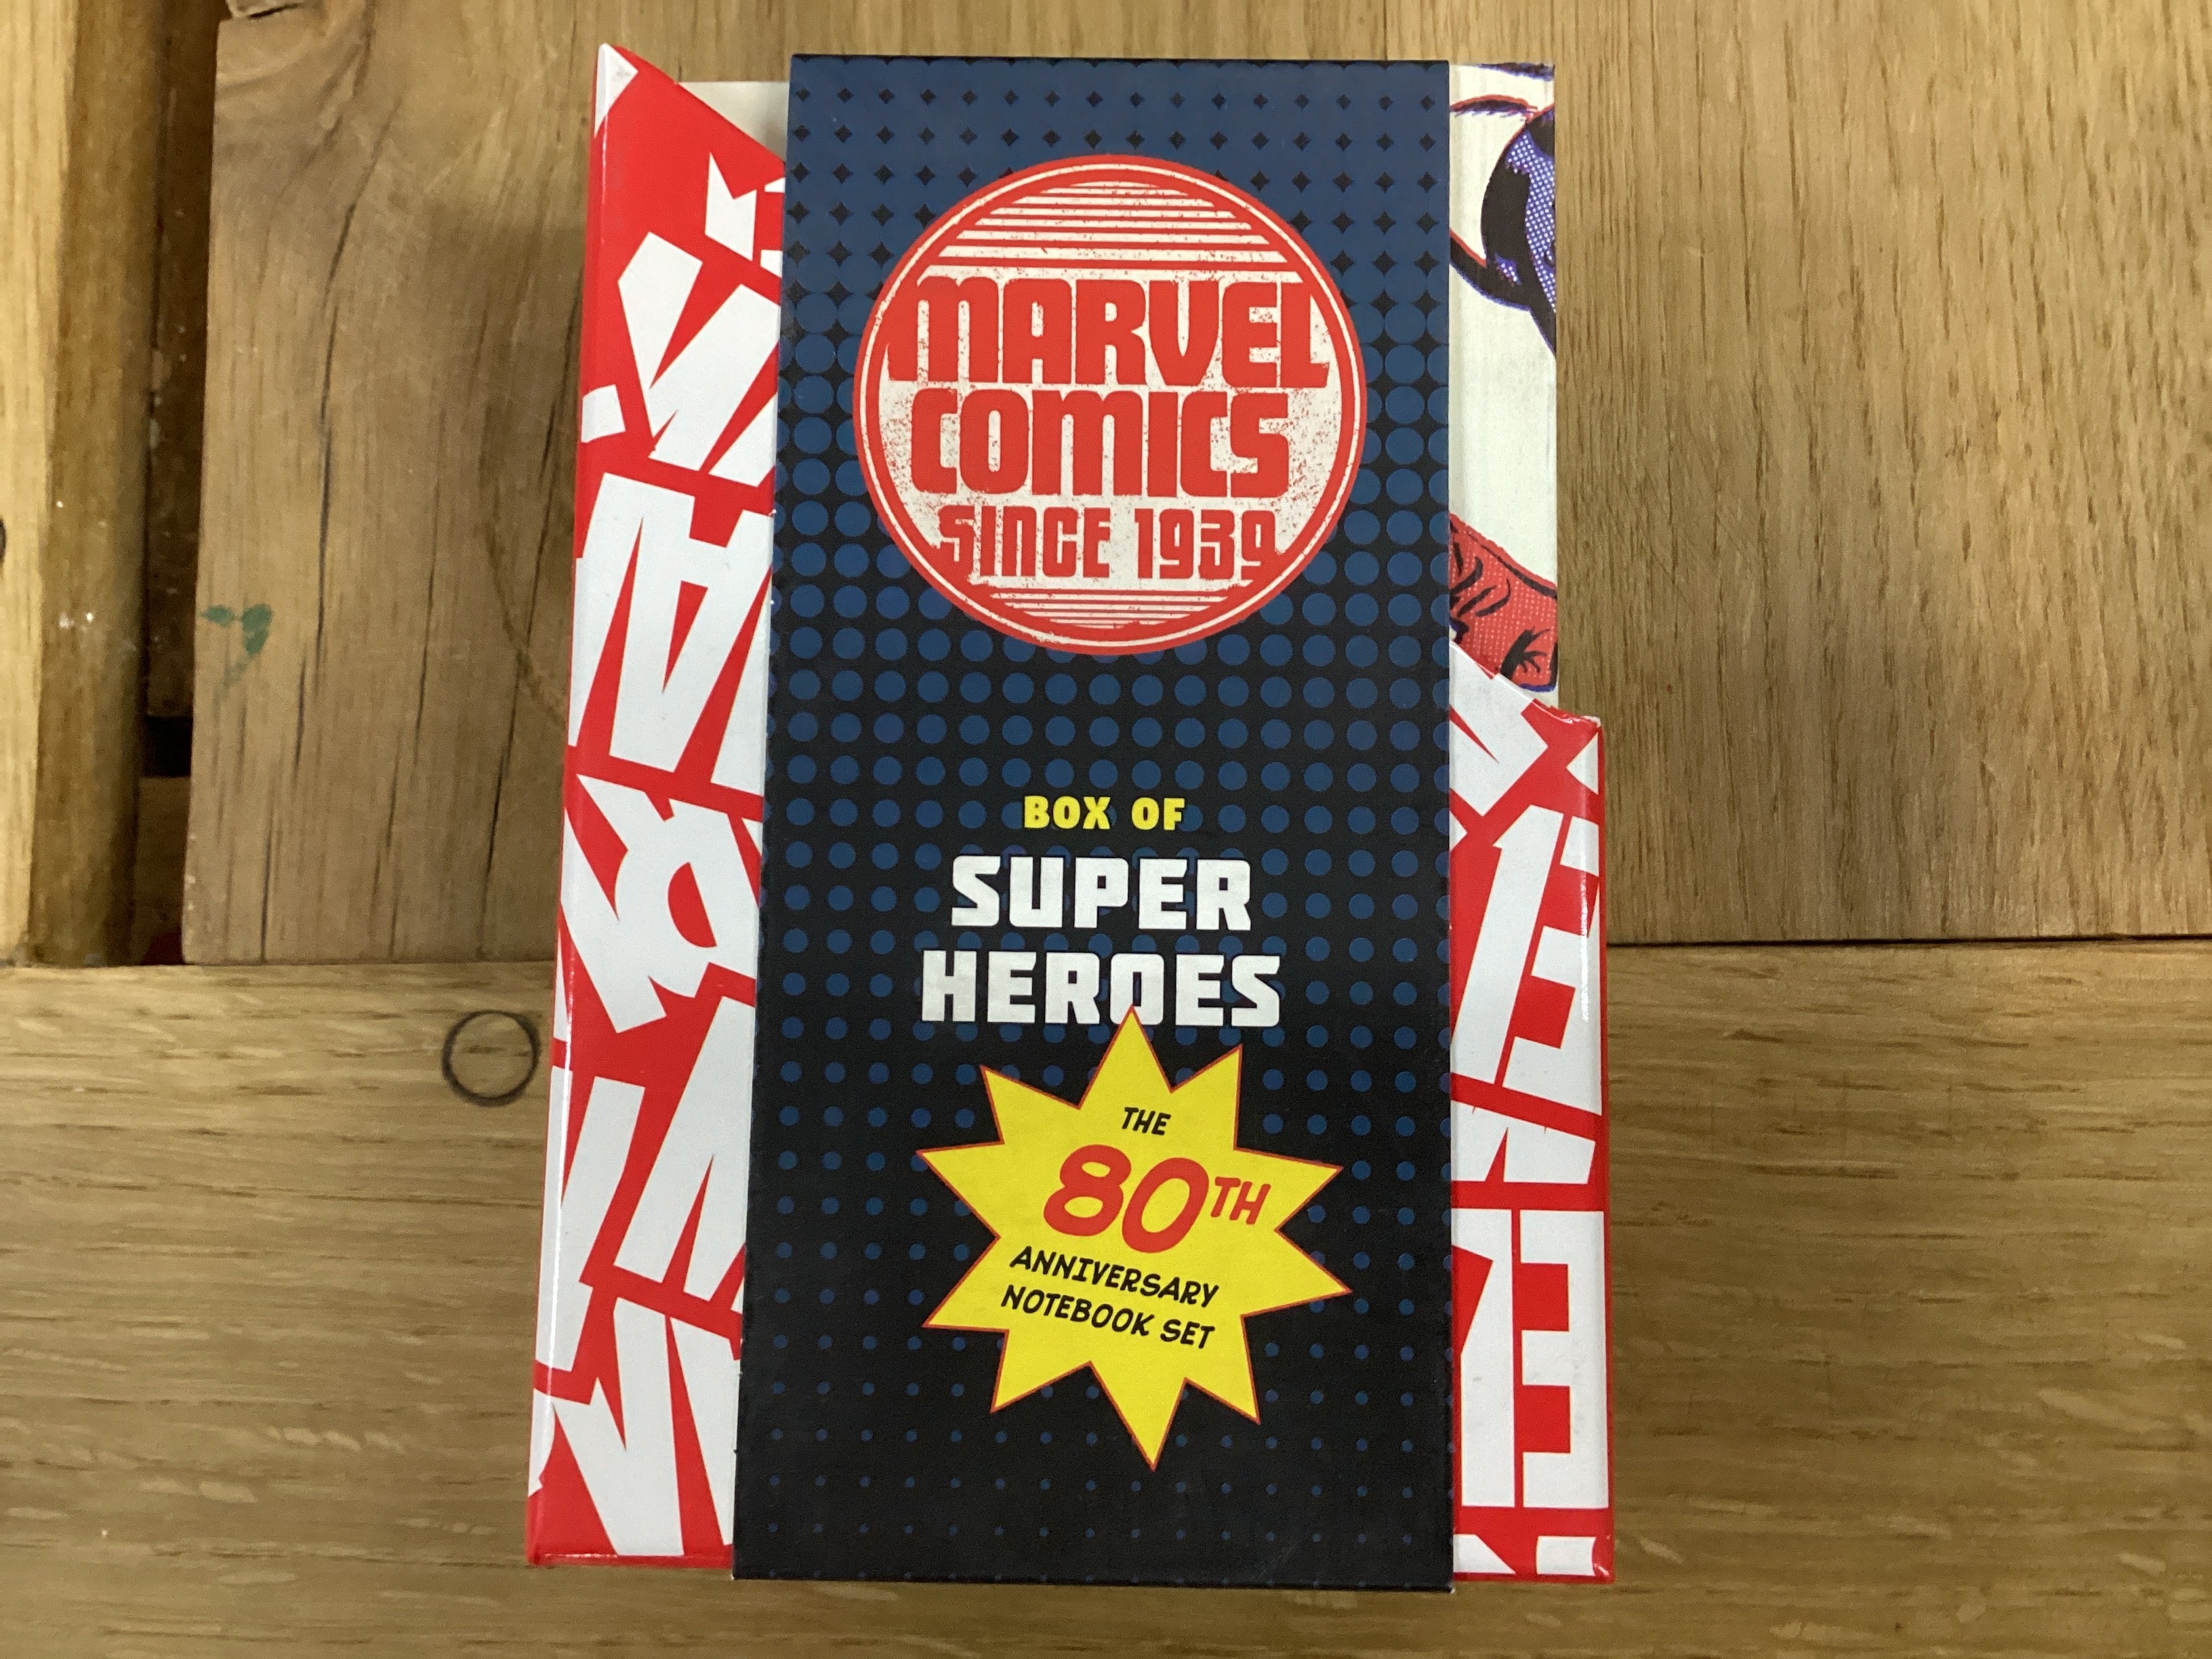 MARVEL
COMICS
SINCE 1939
BOX OF
SUPER
HEROES
THE
80TH
ANNIVERSARY
NOTEBOOK SET